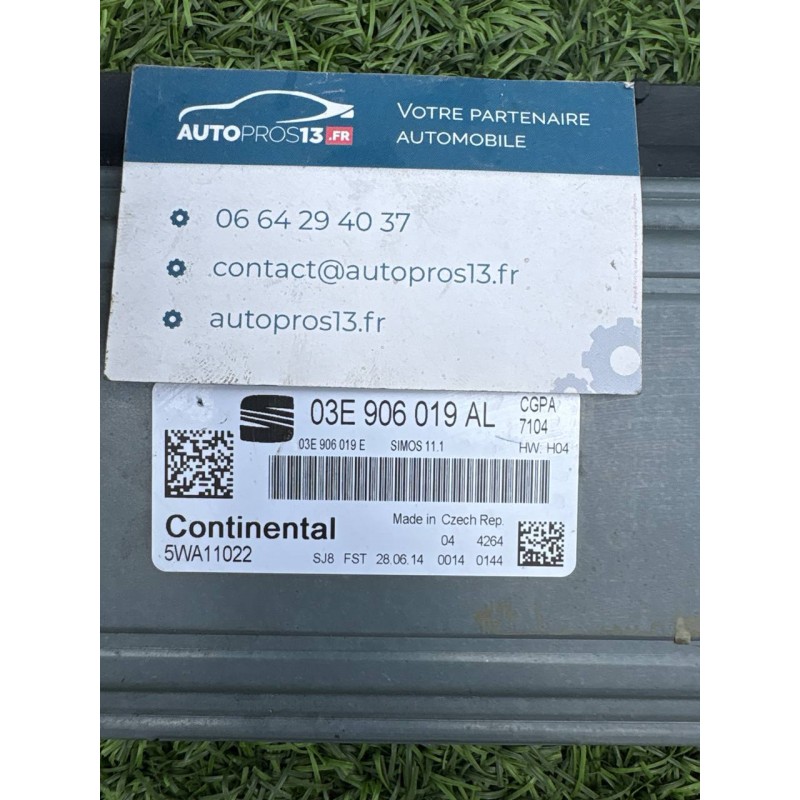 AUTOPROS13.FR
VOTRE PARTENAIRE
AUTOMOBILE
06 64 29 40 37
contact@autopros13.fr
autopros13.fr
03E 906 019 AL
CGPA
7104
03E 906 019 E SIMOS 11.1 HW: H04
Continental
5WA11022
Made in Czech Rep.
04 4264
SJ8 FST 28.06.14 0014 0144